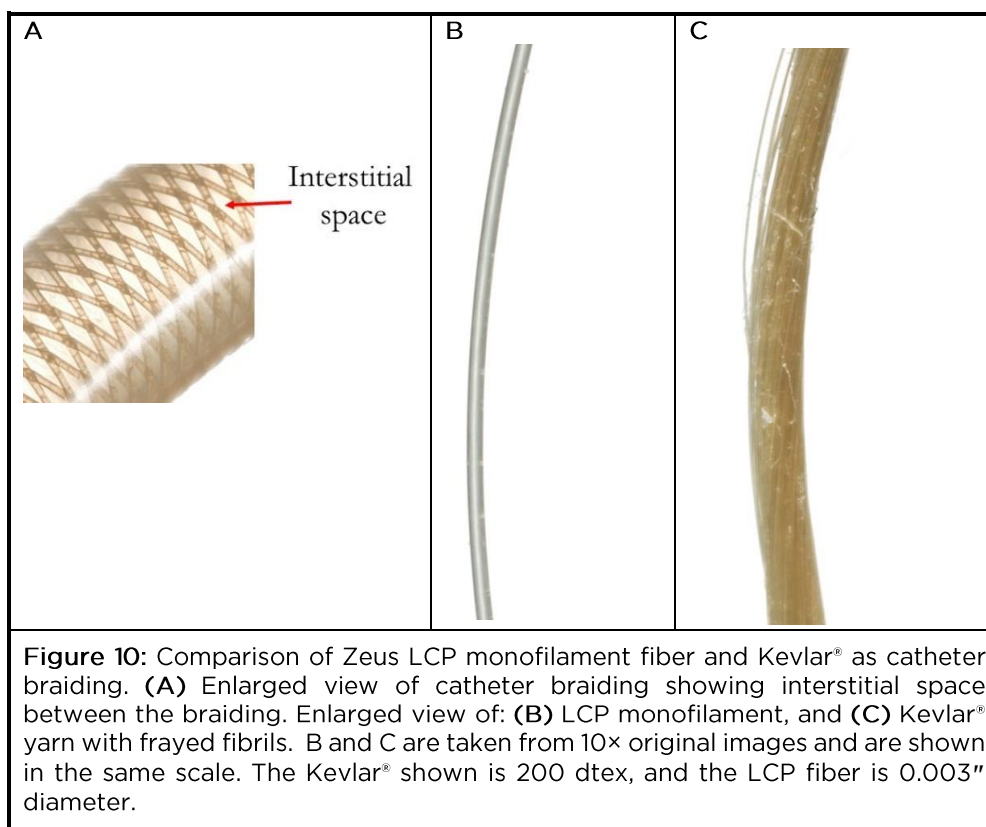 A
B
C
Interstitial
space
Figure 10: Comparison of Zeus LCP monofilament fiber and Kevlar® as catheter
braiding. (A) Enlarged view of catheter braiding showing interstitial space
between the braiding. Enlarged view of: (B) LCP monofilament, and (C) Kevlar®
yarn with frayed fibrils. B and C are taken from 10× original images and are shown
in the same scale. The Kevlar® shown is 200 dtex, and the LCP fiber is 0.003″
diameter.